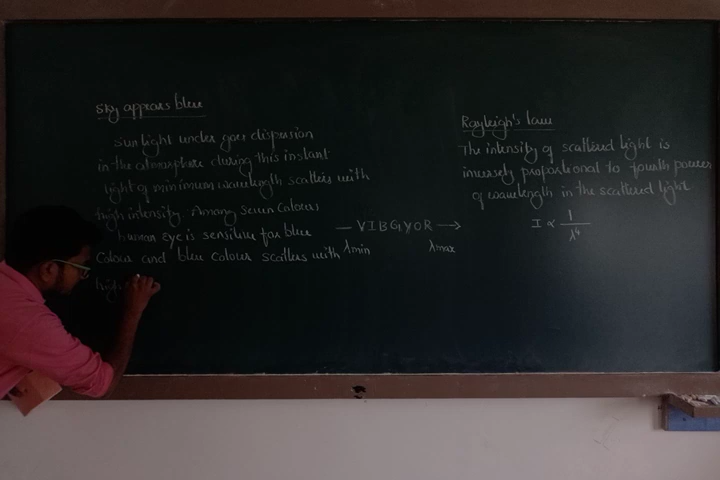 Sky appears blue
Sunlight under goes dispersion
in the atmosphere during this instant
light of minimum wavelength scatters with
high intensity. Among Seven Colours
human Eye is sensitive for blue
Colour and blue colour scatters with
hig
— VIBGYOR →
λmin λmax
Rayleigh's law
The intensity of scattered light is
inversely proportional to fourth power
of wavelength in the scattered light
I ∝ 1/λ⁴